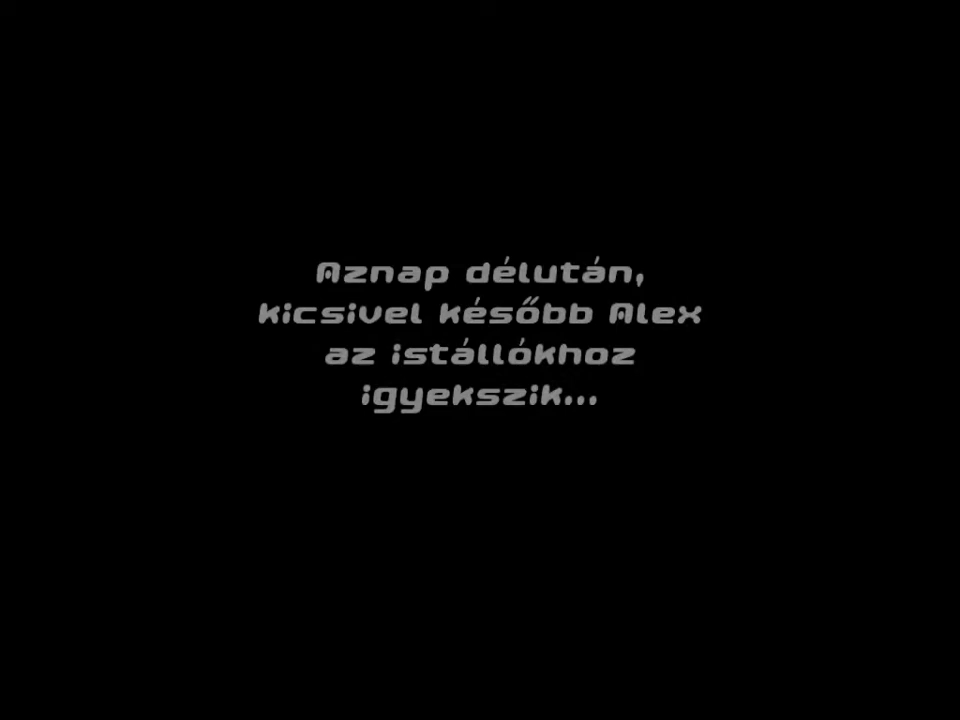 Aznap délután,
kicsivel később Alex
az istállókhoz
igyekszik...